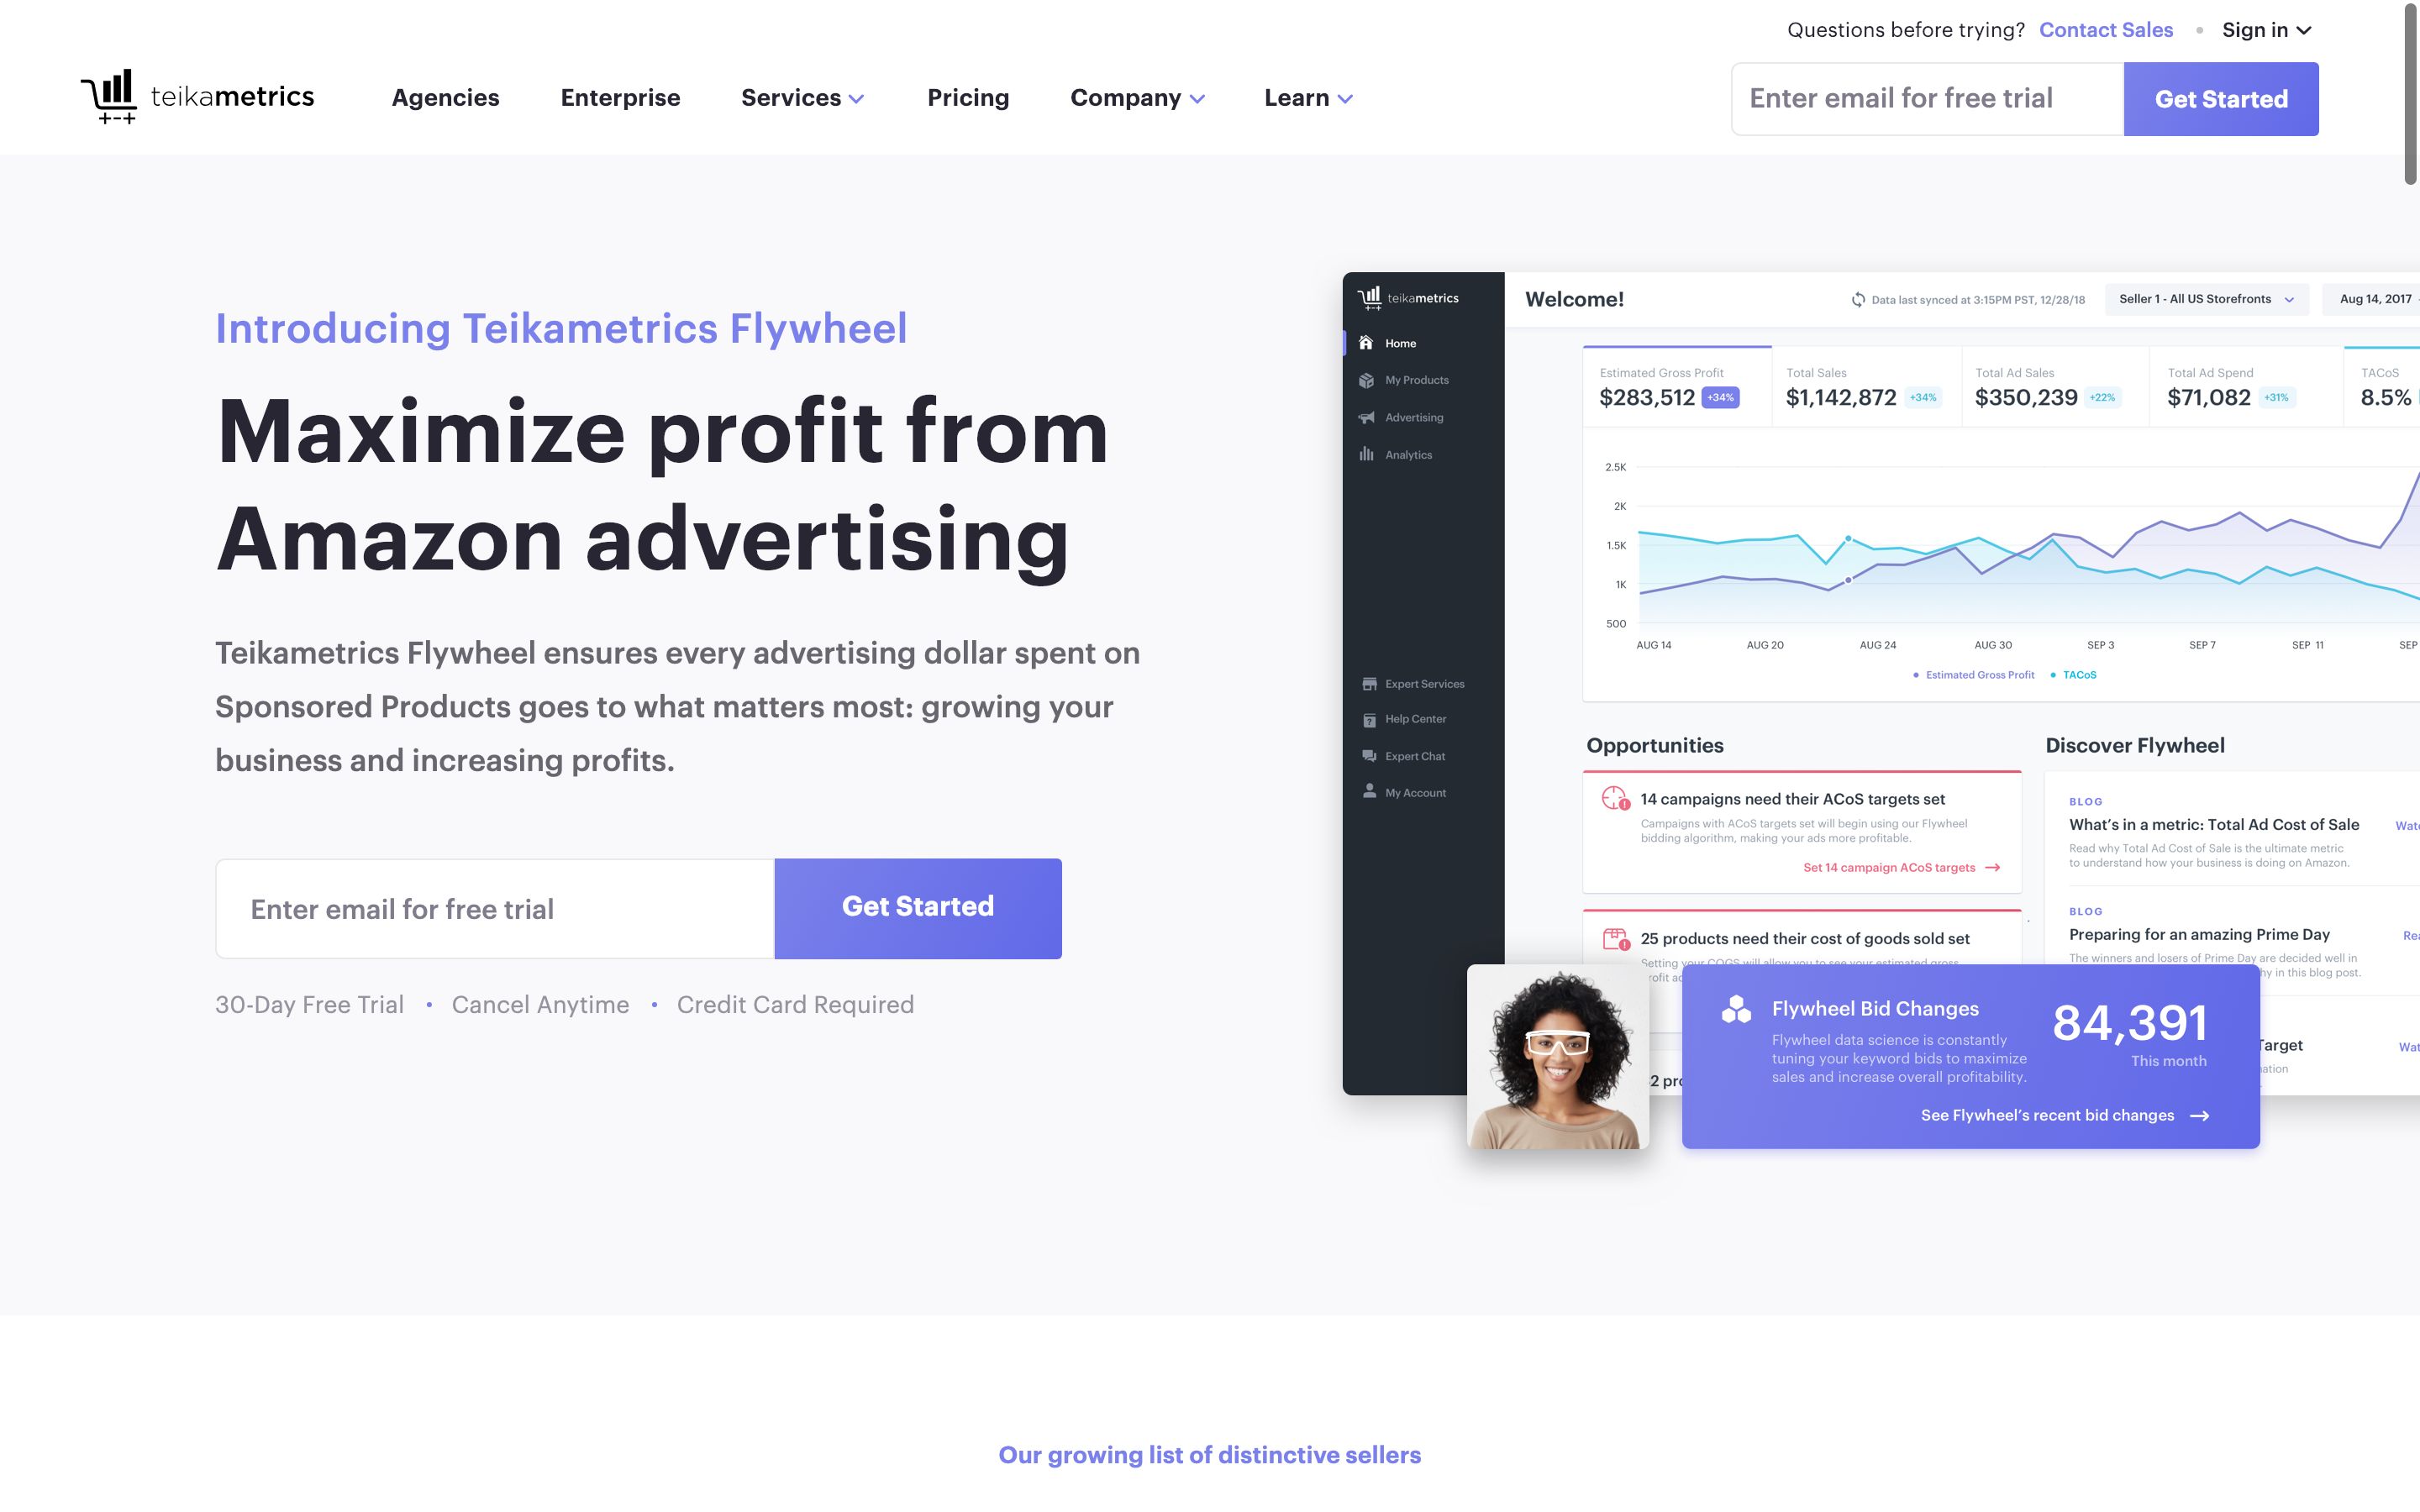 Questions before trying? Contact Sales • Sign in
teikametrics Agencies Enterprise Services Pricing Company Learn Enter email for free trial Get Started
Introducing Teikametrics Flywheel
Maximize profit from
Amazon advertising
Teikametrics Flywheel ensures every advertising dollar spent on
Sponsored Products goes to what matters most: growing your
business and increasing profits.
Enter email for free trial Get Started
30-Day Free Trial • Cancel Anytime • Credit Card Required
teikametrics
Home
My Products
Advertising
Analytics
Expert Services
Help Center
Expert Chat
My Account
Welcome! Data last synced at 3:15PM PST, 12/28/18 Seller 1 - All US Storefronts Aug 14, 2017
Estimated Gross Profit Total Sales Total Ad Sales Total Ad Spend TACoS
$283,512 +34% $1,142,872 +34% $350,239 +22% $71,082 +31% 8.5%
2.5K
2K
1.5K
1K
500
AUG 14 AUG 20 AUG 24 AUG 30 SEP 3 SEP 7 SEP 11 SEP
• Estimated Gross Profit • TACoS
Opportunities
14 campaigns need their ACoS targets set
Campaigns with ACoS targets set will begin using our Flywheel
bidding algorithm, making your ads more profitable.
Set 14 campaign ACoS targets
25 products need their cost of goods sold set
Setting your COGS will allow you to see your estimated gross
Discover Flywheel
BLOG
What's in a metric: Total Ad Cost of Sale
Read why Total Ad Cost of Sale is the ultimate metric
to understand how your business is doing on Amazon.
BLOG
Preparing for an amazing Prime Day
The winners and losers of Prime Day are decided well in
in this blog post.
Target
Flywheel Bid Changes
Flywheel data science is constantly
tuning your keyword bids to maximize
sales and increase overall profitability.
84,391
This month
See Flywheel's recent bid changes
Our growing list of distinctive sellers